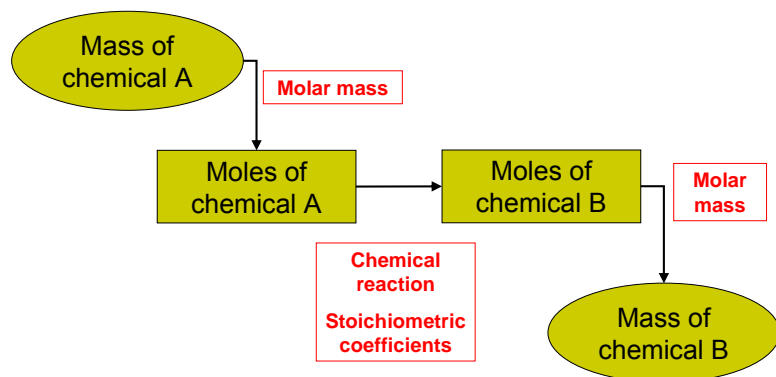 Mass of
chemical A
Molar mass
Moles of
chemical A
Moles of
chemical B
Molar
mass
Chemical
reaction
Stoichiometric
coefficients
Mass of
chemical B